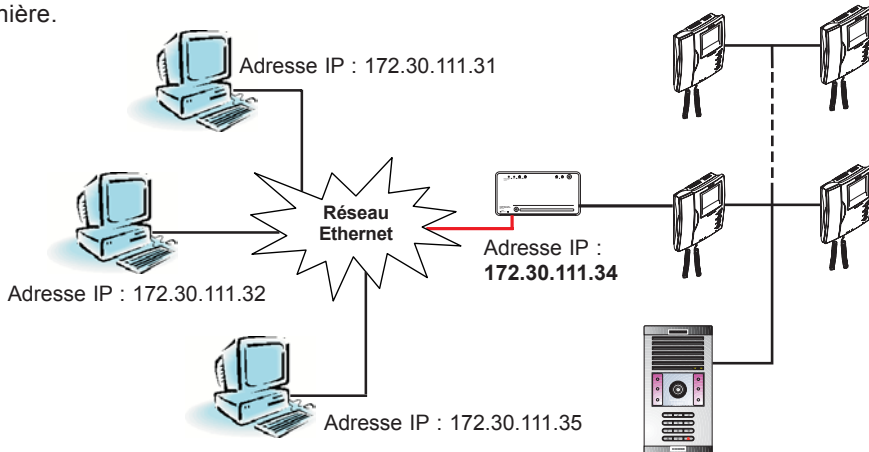 nière.
Adresse IP : 172.30.111.31
Réseau
Ethernet
Adresse IP :
172.30.111.34
Adresse IP : 172.30.111.32
Adresse IP : 172.30.111.35